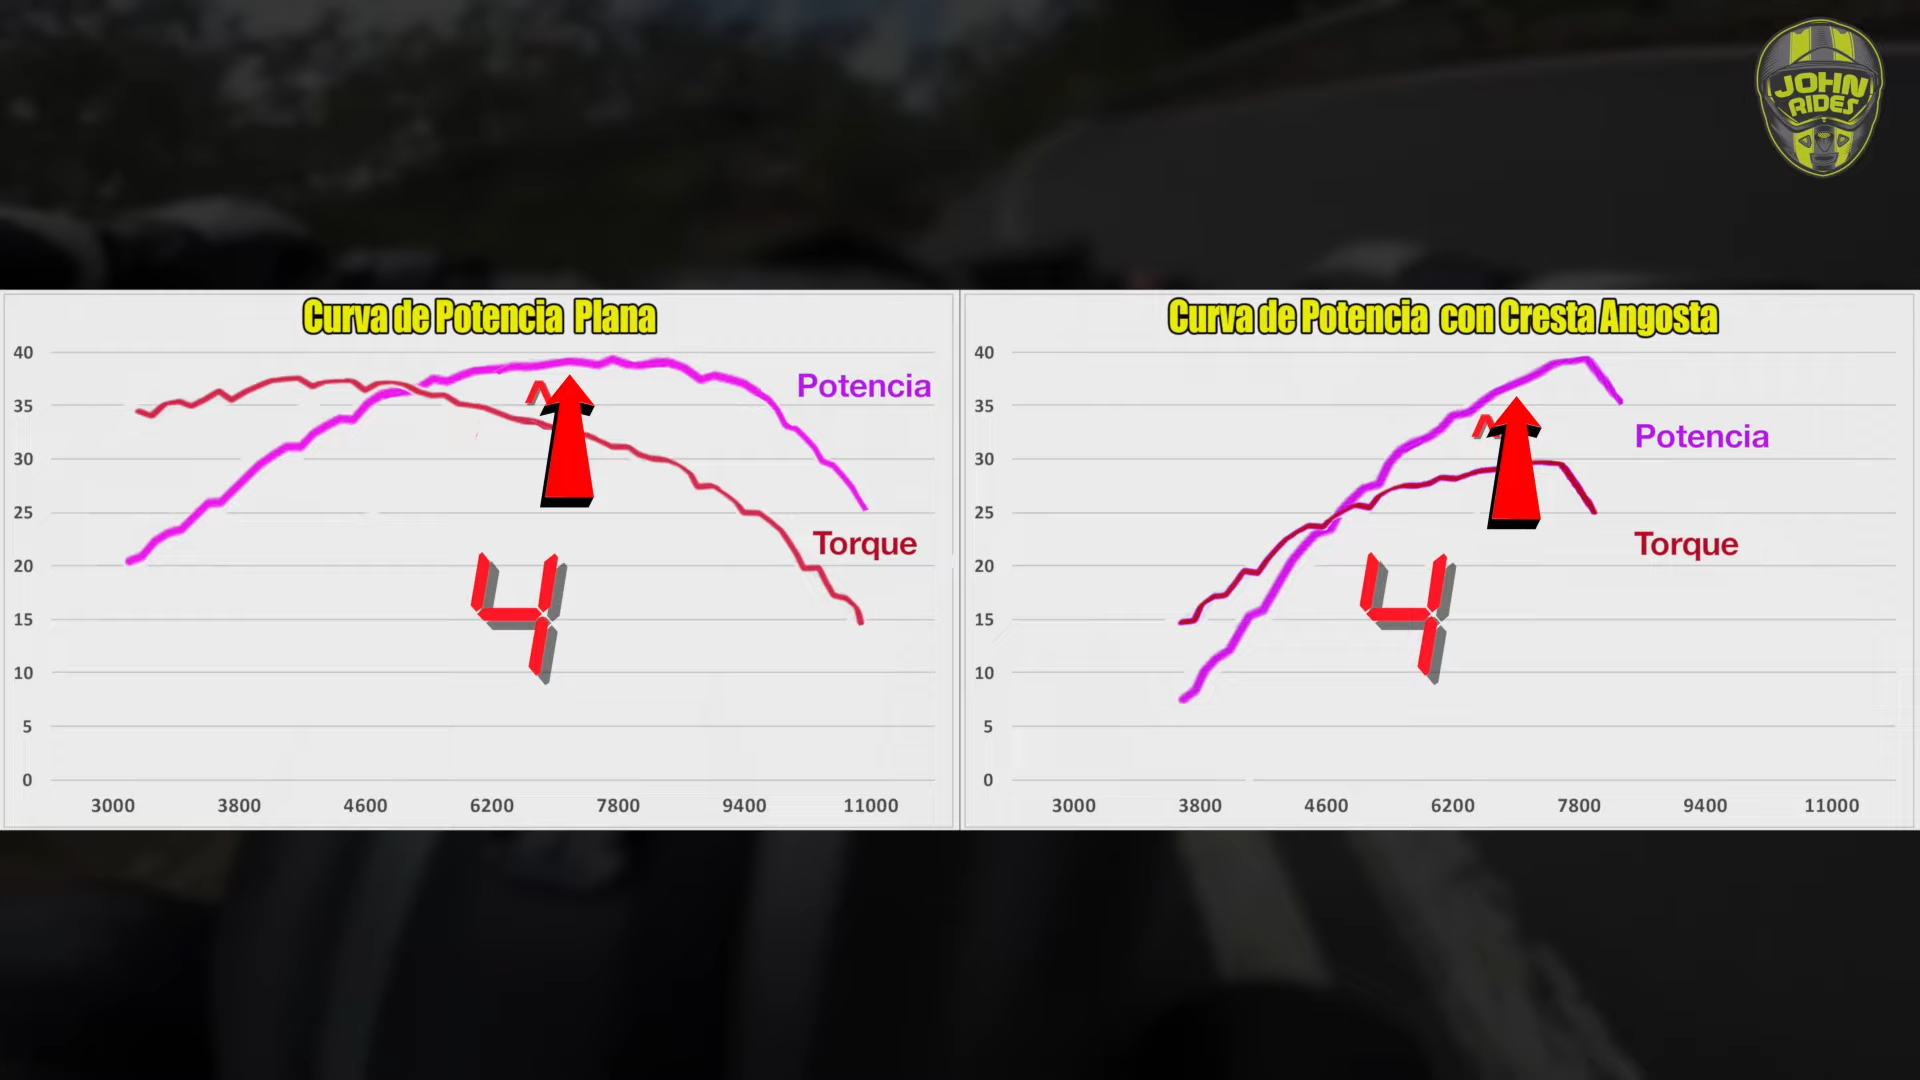 JOHN
RIDES
Curva de Potencia Plana
40
35
30
25
20
15
10
5
0
Potencia
Torque
4
3000 3800 4600 6200 7800 9400 11000
Curva de Potencia con Cresta Angosta
40
35
30
25
20
15
10
5
0
Potencia
Torque
4
3000 3800 4600 6200 7800 9400 11000